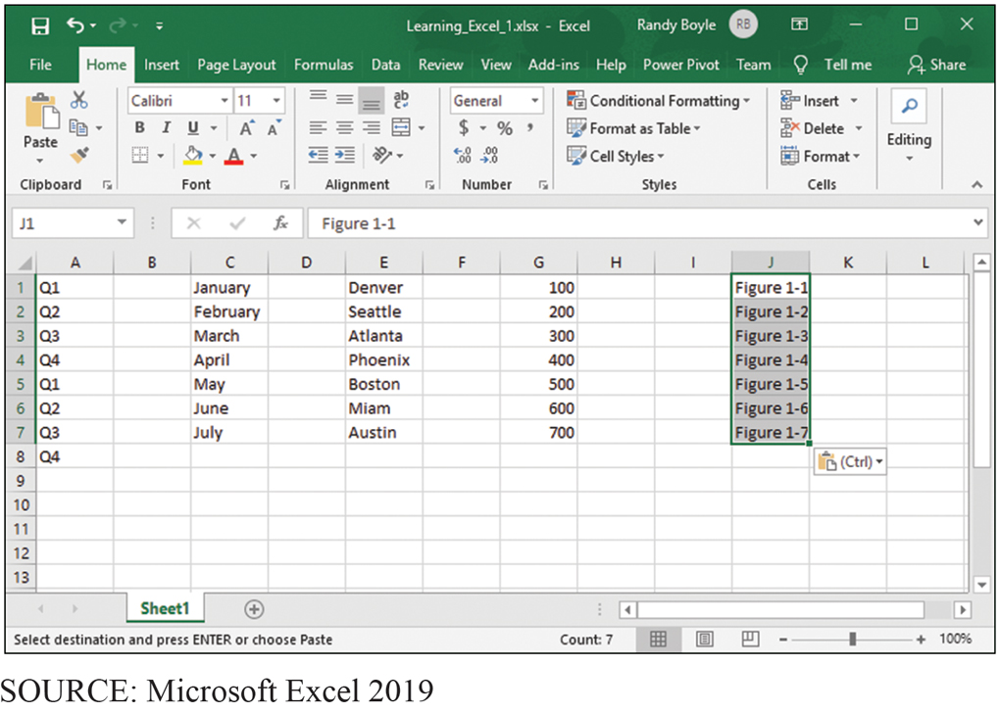 Learning_Excel_1.xlsx - Excel Randy Boyle RB
File Home Insert Page Layout Formulas Data Review View Add-ins Help Power Pivot Team Tell me Share
Paste
Clipboard
Calibri 11
B I U A A
A
Font
ab
c
Alignment
General
$ % ,
←.0 .00
.00 →.0
Number
Conditional Formatting
Format as Table
Cell Styles
Styles
Insert
Delete
Format
Cells
Editing
J1 fx Figure 1-1
A B C D E F G H I J K L
1 Q1 January Denver 100 Figure 1-1
2 Q2 February Seattle 200 Figure 1-2
3 Q3 March Atlanta 300 Figure 1-3
4 Q4 April Phoenix 400 Figure 1-4
5 Q1 May Boston 500 Figure 1-5
6 Q2 June Miam 600 Figure 1-6
7 Q3 July Austin 700 Figure 1-7
8 Q4 (Ctrl)
9
10
11
12
13
Sheet1
Select destination and press ENTER or choose Paste Count: 7 - + 100%
SOURCE: Microsoft Excel 2019